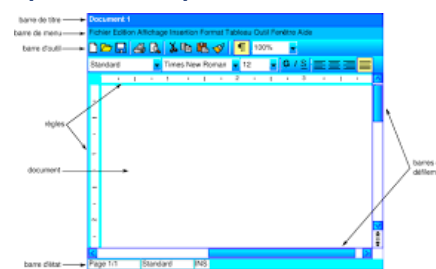 barre de titre Document 1
barre de menu Fichier Edition Affichage Insertion Format Tableau Outil Fenêtre Aide
barre d'outil 100%
Standard Times New Roman 12 G I S
règles
document
barres
défilem
barre d'état Page 1/1 Standard INS